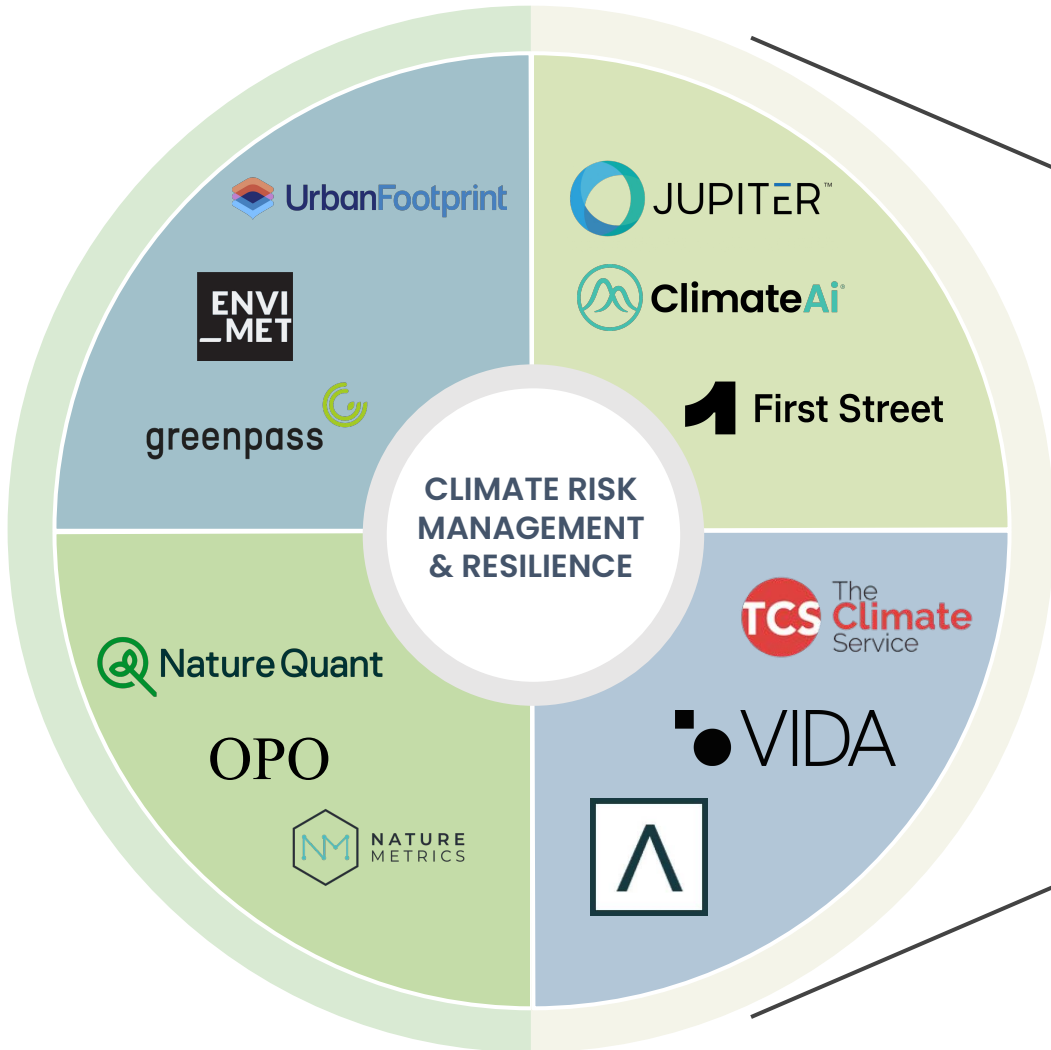 UrbanFootprint
ENVI
_MET
greenpass
JUPITER™
ClimateAi®
First Street
CLIMATE RISK
MANAGEMENT
& RESILIENCE
NatureQuant
OPO
NM
NATURE
METRICS
TCS
The
Climate
Service
VIDA